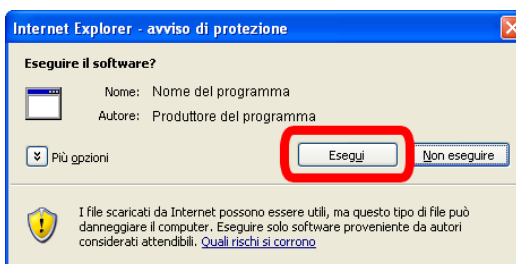 Internet Explorer - avviso di protezione
Eseguire il software?
Nome: Nome del programma
Autore: Produttore del programma
Più opzioni Esegui Non eseguire
I file scaricati da Internet possono essere utili, ma questo tipo di file può
danneggiare il computer. Eseguire solo software proveniente da autori
considerati attendibili. Quali rischi si corrono